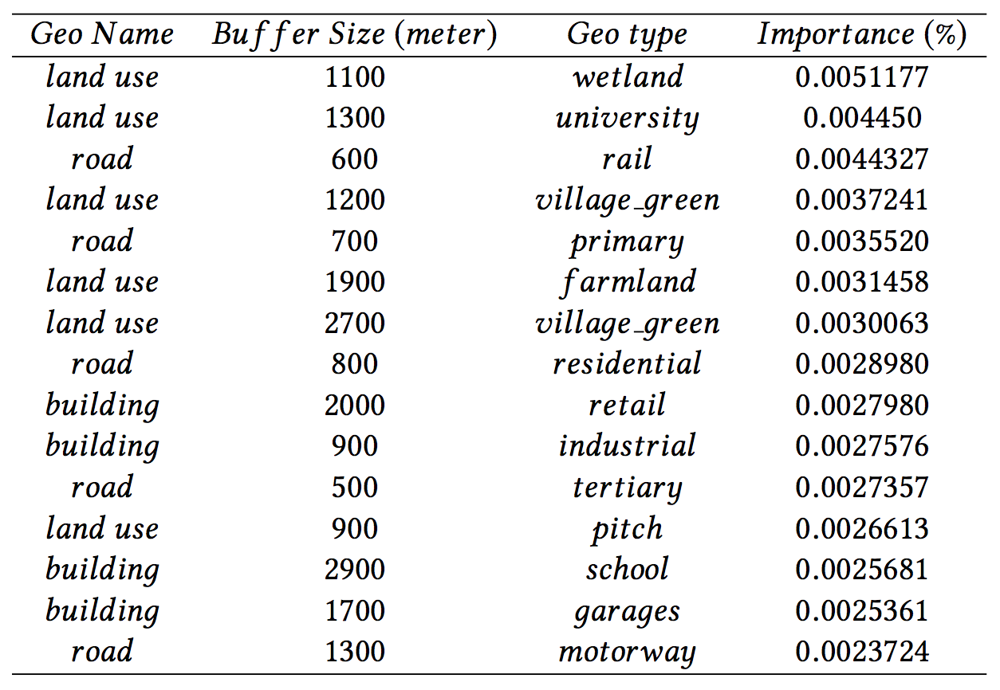 Geo Name Buffer Size (meter) Geo type Importance (%)
land use 1100 wetland 0.0051177
land use 1300 university 0.004450
road 600 rail 0.0044327
land use 1200 village_green 0.0037241
road 700 primary 0.0035520
land use 1900 farmland 0.0031458
land use 2700 village_green 0.0030063
road 800 residential 0.0028980
building 2000 retail 0.0027980
building 900 industrial 0.0027576
road 500 tertiary 0.0027357
land use 900 pitch 0.0026613
building 2900 school 0.0025681
building 1700 garages 0.0025361
road 1300 motorway 0.0023724